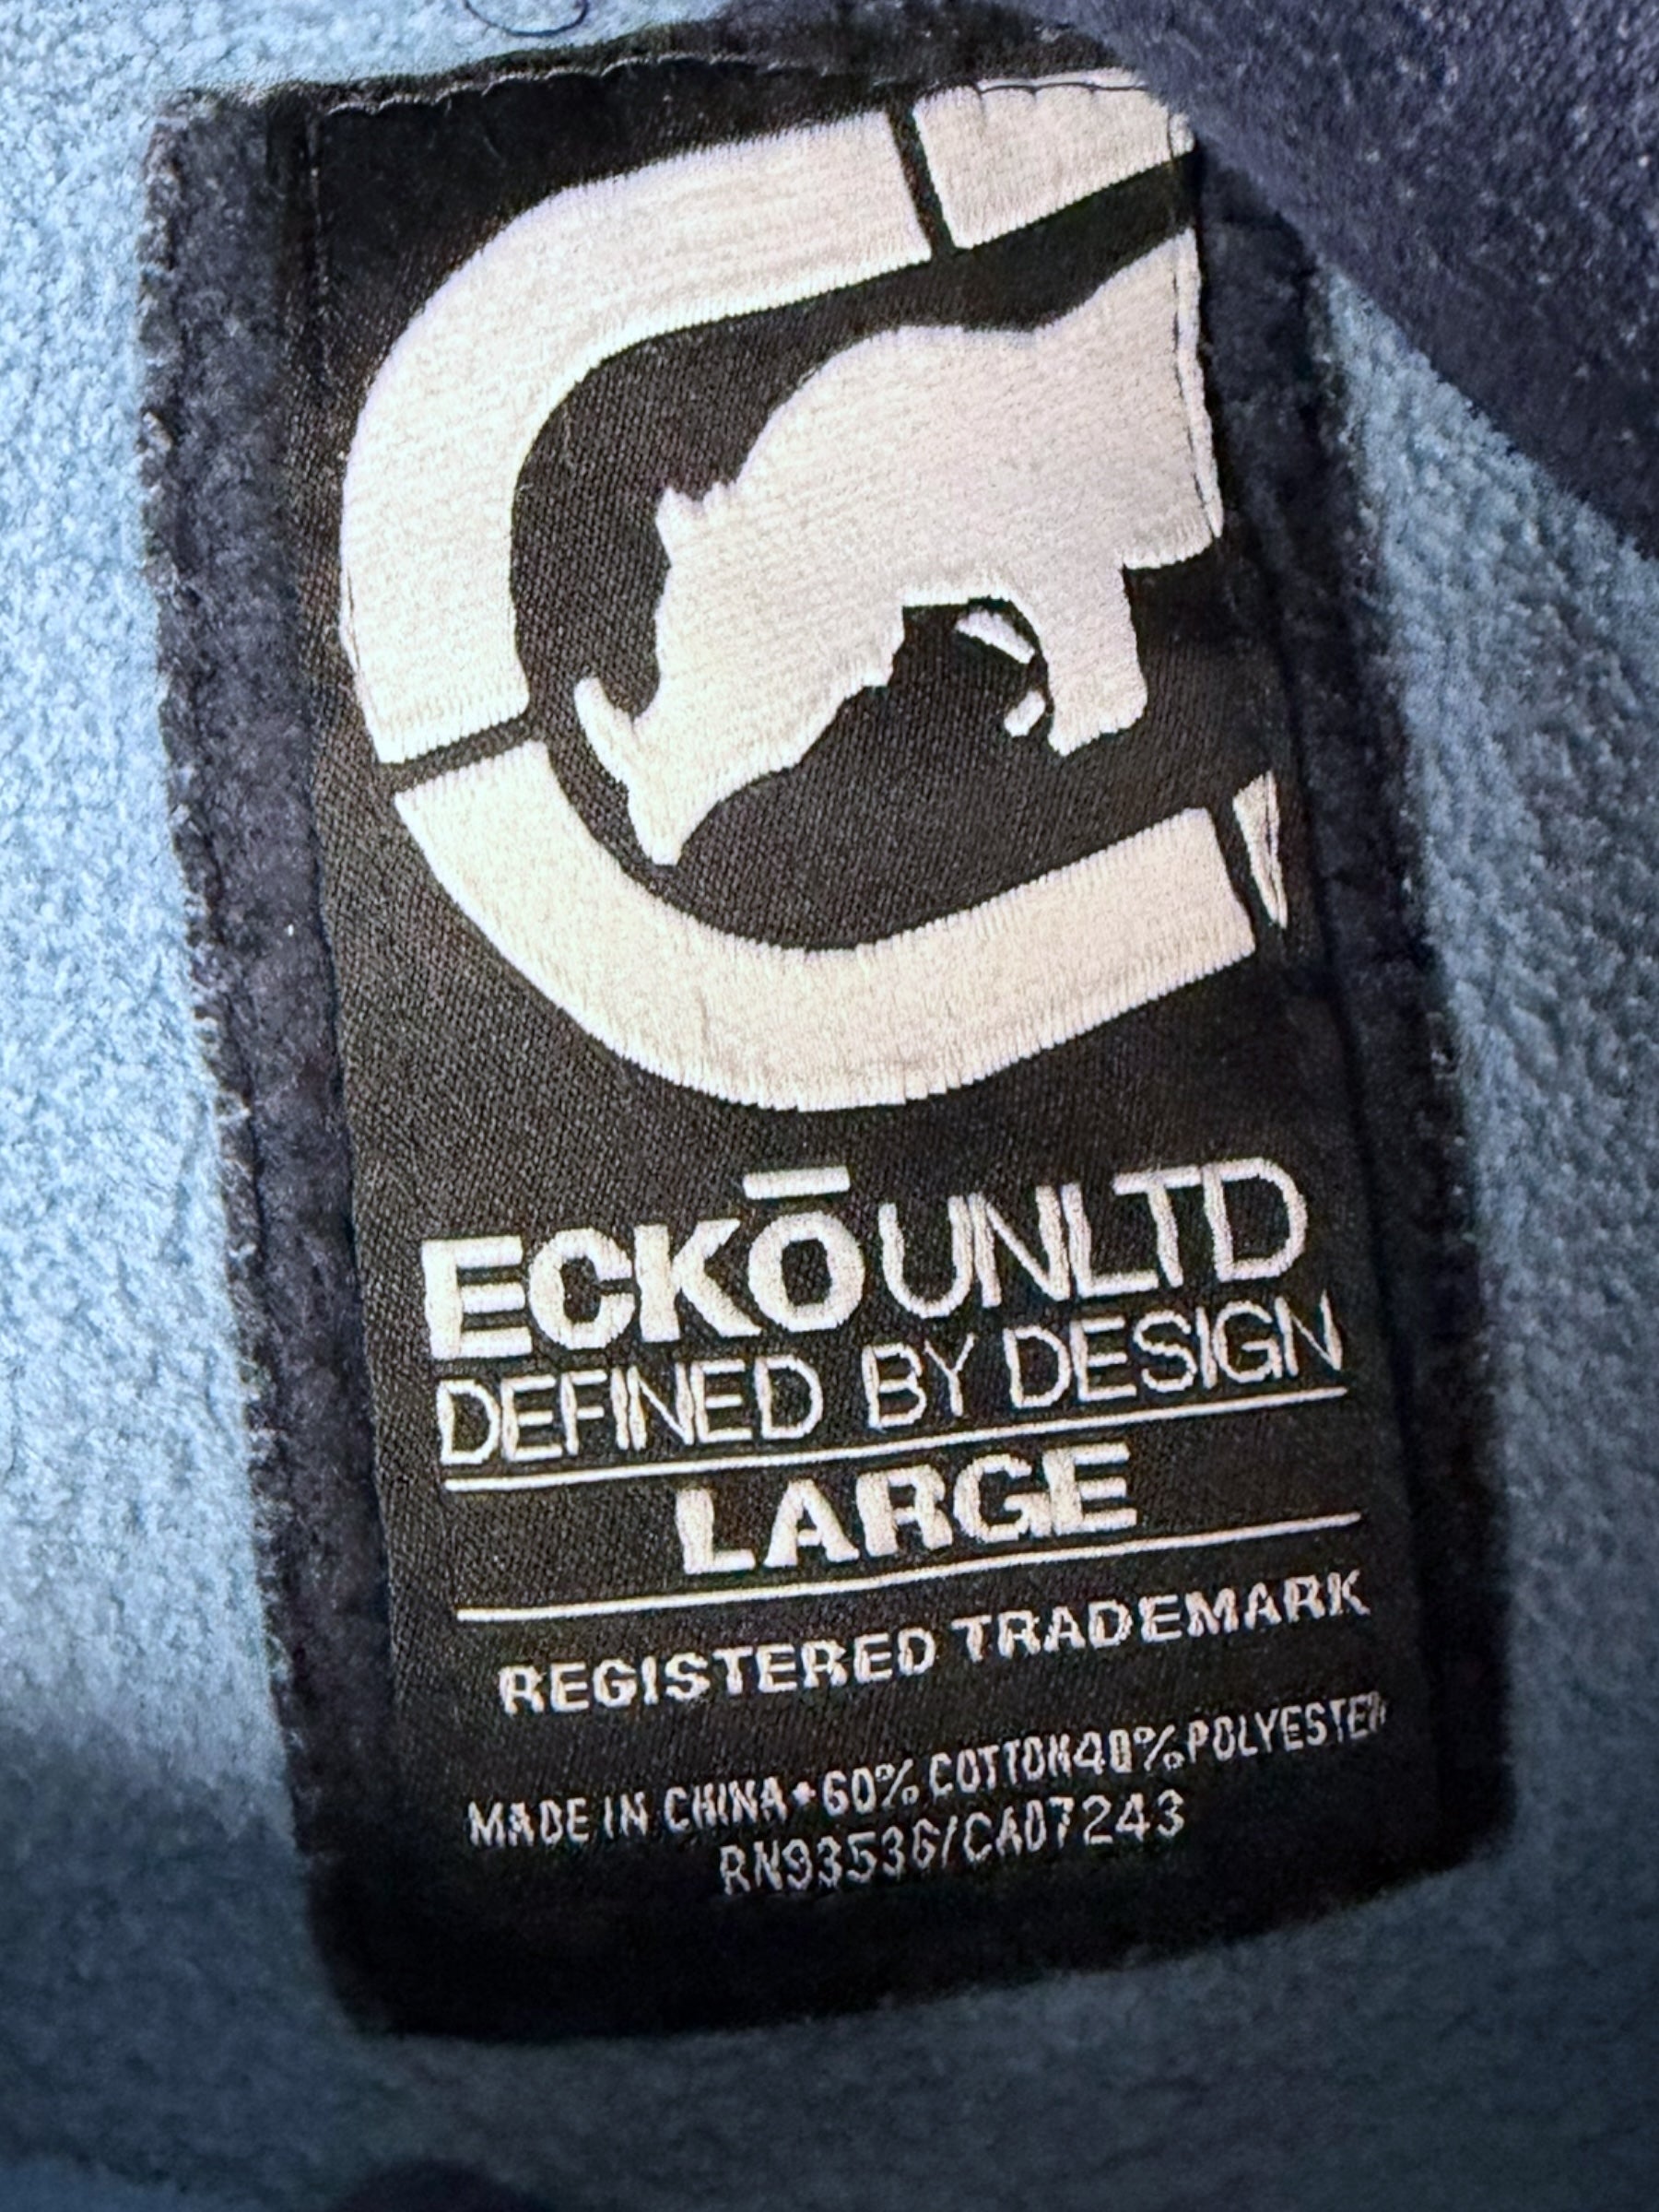 ECKŌ UNLTD
DEFINED BY DESIGN
LARGE
REGISTERED TRADEMARK
MADE IN CHINA•60% COTTON40%POLYESTER
RN93536/CA07243